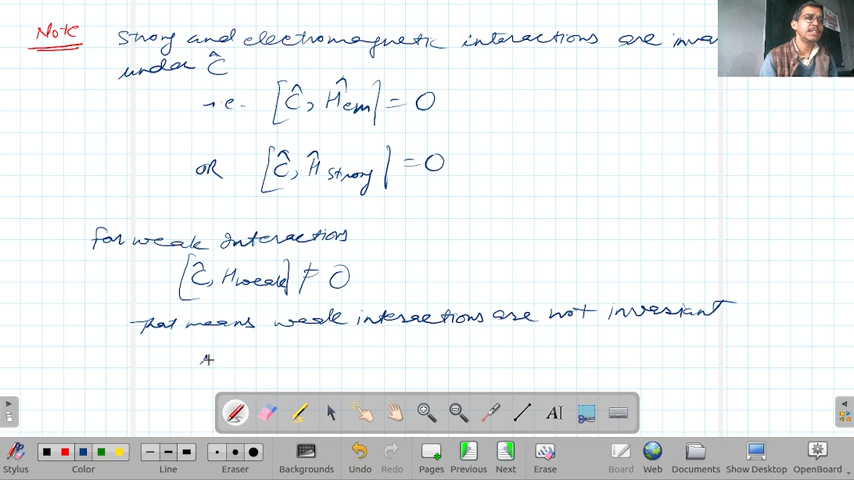 Note
Strong and electromagnetic interactions are inva
under Ĉ
i.e. [Ĉ, Ĥem] = 0
OR [Ĉ, Ĥstrong] = 0
for weak Interactions
[Ĉ, Hweak] ≠ 0
that means weak interactions are not invariant
Stylus
Color
Line
Eraser
Backgrounds
Undo
Redo
Pages
Previous
Next
Erase
Board
Web
Documents
Show Desktop
OpenBoard